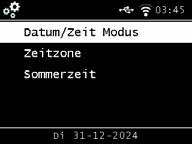 03:45
Datum/Zeit Modus
Zeitzone
Sommerzeit
Di 31-12-2024